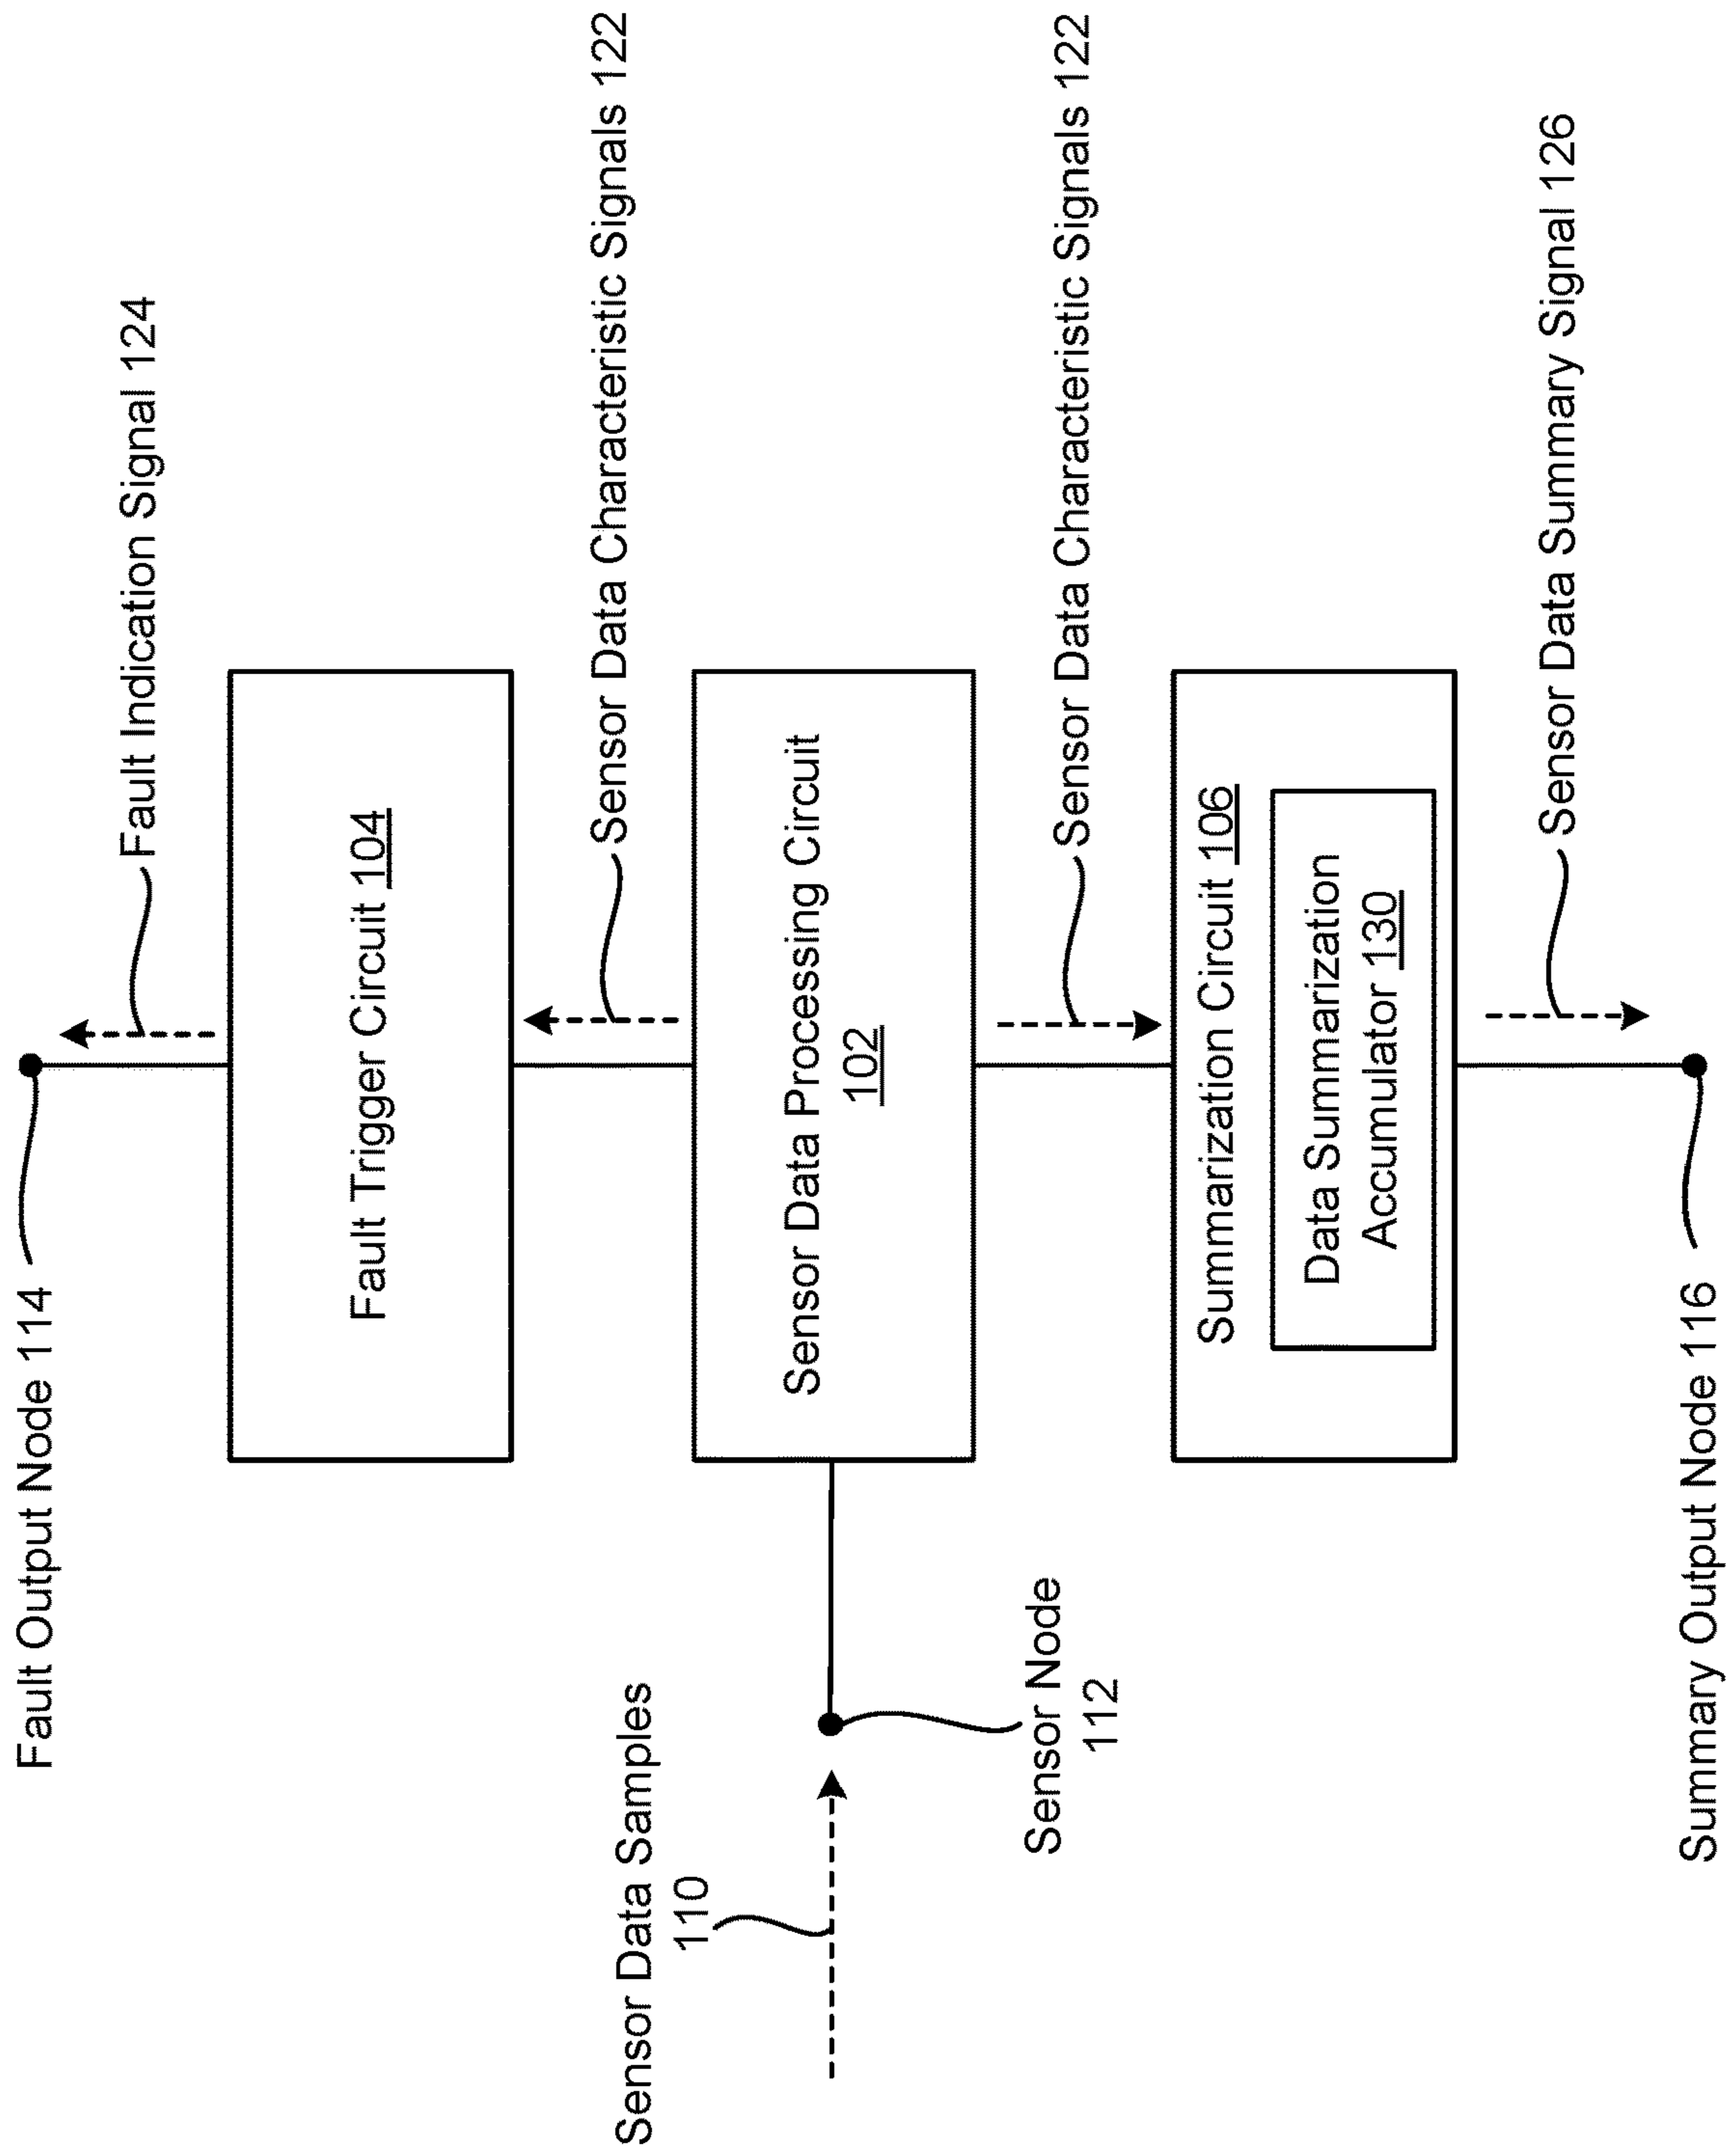 Fault Output Node 114
Fault Indication Signal 124
Fault Trigger Circuit 104
Sensor Data Characteristic Signals 122
Sensor Data Samples
110
Sensor Data Processing Circuit
102
Sensor Node
112
Sensor Data Characteristic Signals 122
Summarization Circuit 106
Data Summarization
Accumulator 130
Sensor Data Summary Signal 126
Summary Output Node 116